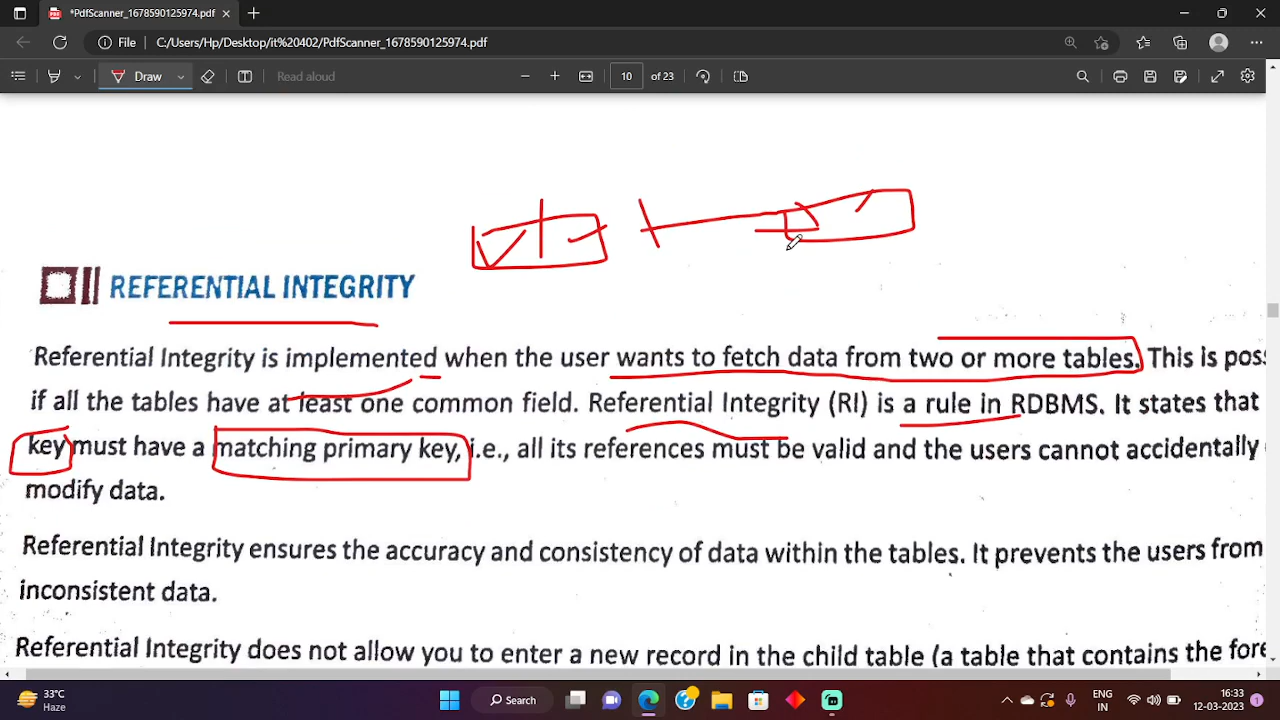 *PdfScanner_1678590125974.pdf
File C:/Users/Hp/Desktop/it%20402/PdfScanner_1678590125974.pdf
Draw Read aloud 10 of 23
REFERENTIAL INTEGRITY
Referential Integrity is implemented when the user wants to fetch data from two or more tables. This is poss
if all the tables have at least one common field. Referential Integrity (RI) is a rule in RDBMS. It states that
key must have a matching primary key, i.e., all its references must be valid and the users cannot accidentally
modify data.
Referential Integrity ensures the accuracy and consistency of data within the tables. It prevents the users from
inconsistent data.
Referential Integrity does not allow you to enter a new record in the child table (a table that contains the fore
33°C
Haze
Search
ENG
IN
16:33
12-03-2023
1